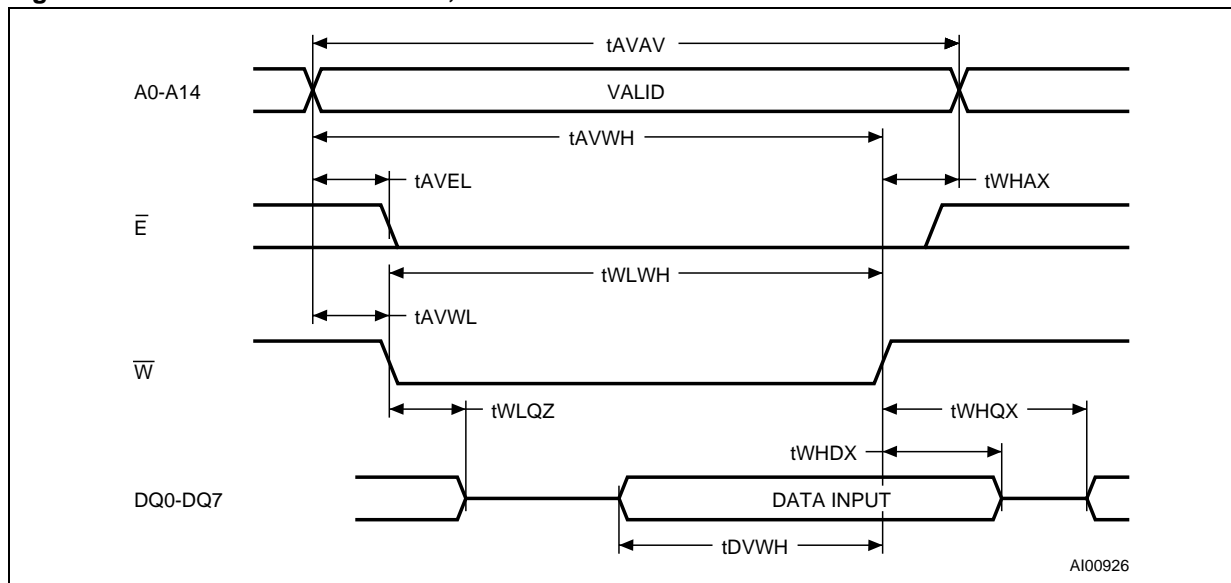 tAVAV
A0-A14
VALID
tAVWH
tAVEL
tWHAX
E̅
tWLWH
tAVWL
W̅
tWLQZ
tWHQX
tWHDX
DQ0-DQ7
DATA INPUT
tDVWH
AI00926